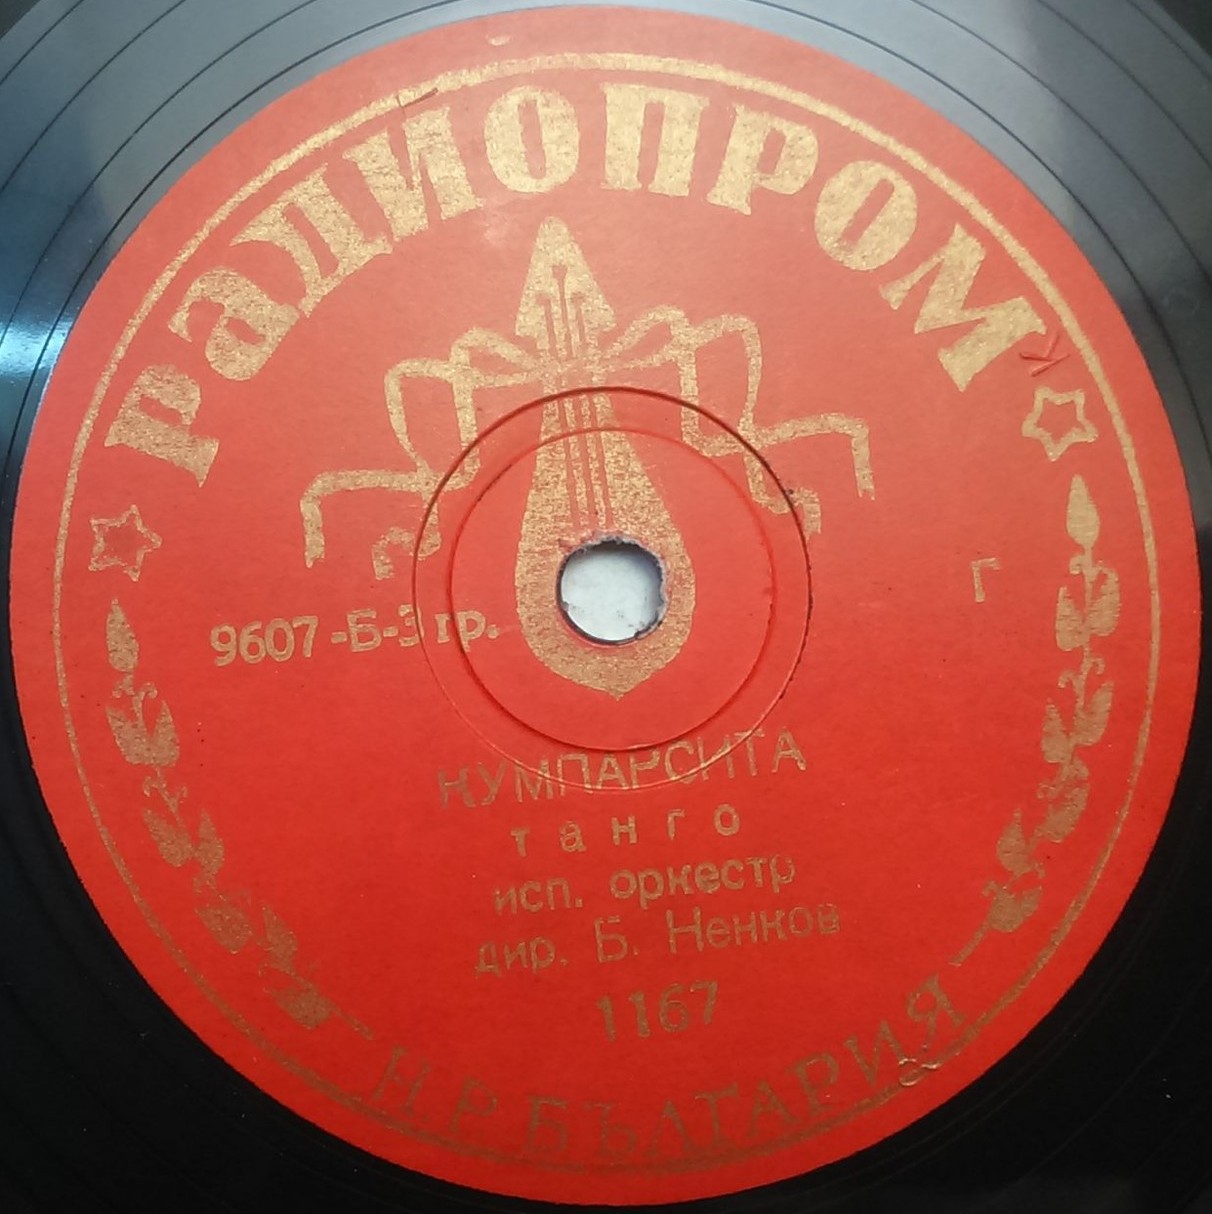 РАДИОПРОМ
К
Г
9607-Б-3 гр.
КУМПАРСИТА
танго
исп. оркестр
дир. Б. Ненков
1167
Н.Р.БЪЛГАРИЯ